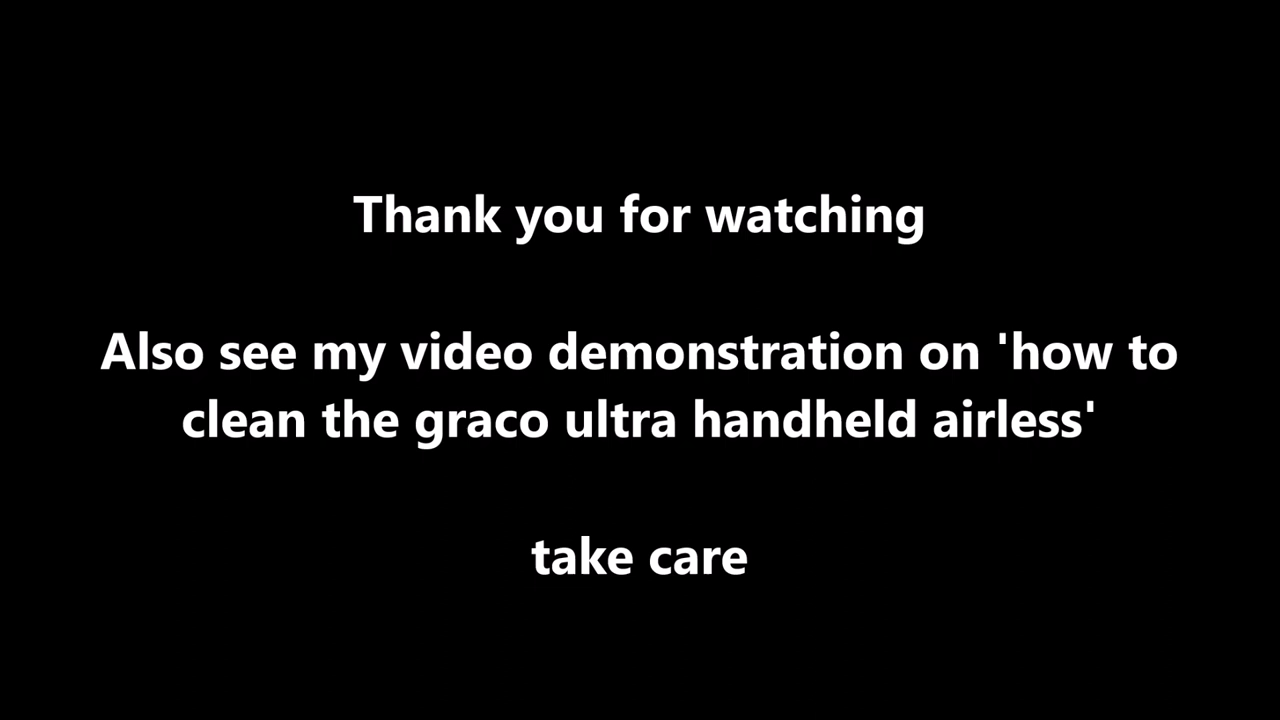 Thank you for watching
Also see my video demonstration on 'how to
clean the graco ultra handheld airless'
take care